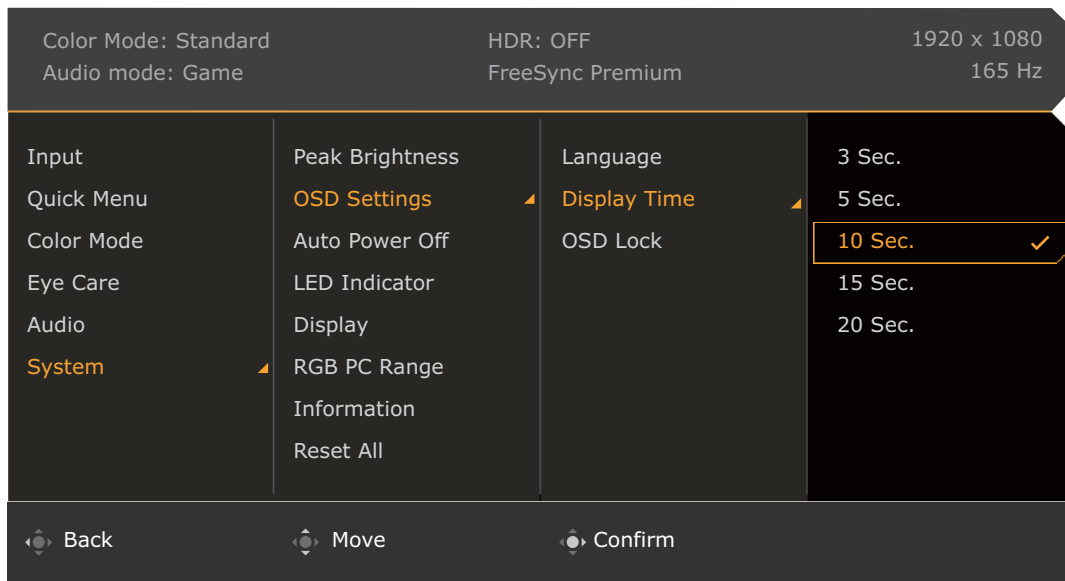 Color Mode: Standard
HDR: OFF
1920 x 1080
Audio mode: Game
FreeSync Premium
165 Hz
Input
Quick Menu
Color Mode
Eye Care
Audio
System
Peak Brightness
OSD Settings
Auto Power Off
LED Indicator
Display
RGB PC Range
Information
Reset All
Language
Display Time
OSD Lock
3 Sec.
5 Sec.
10 Sec.
15 Sec.
20 Sec.
Back
Move
Confirm